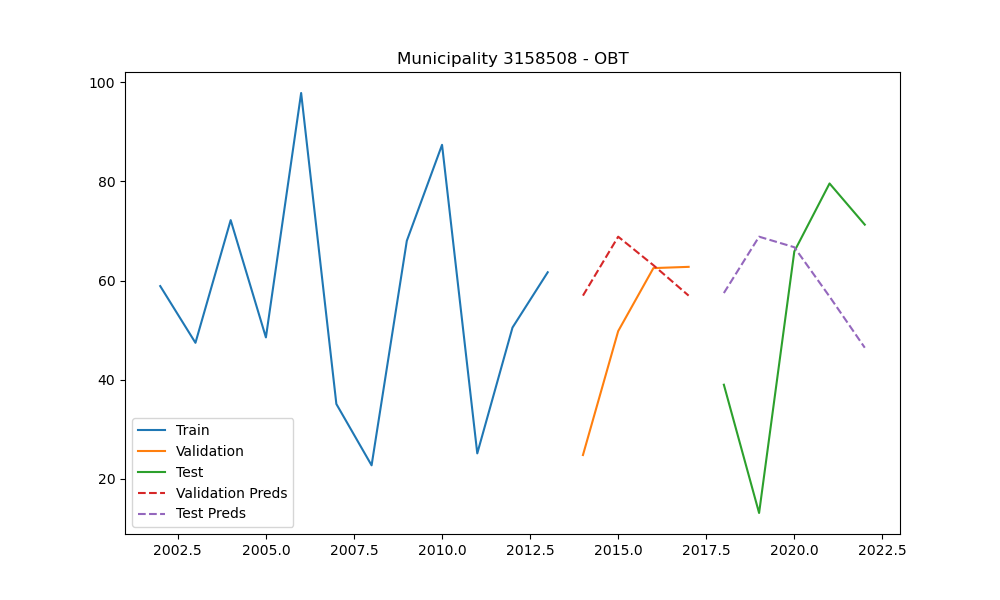 Municipality 3158508 - OBT
100
80
60
40
20
Train
Validation
Test
Validation Preds
Test Preds
2002.5 2005.0 2007.5 2010.0 2012.5 2015.0 2017.5 2020.0 2022.5